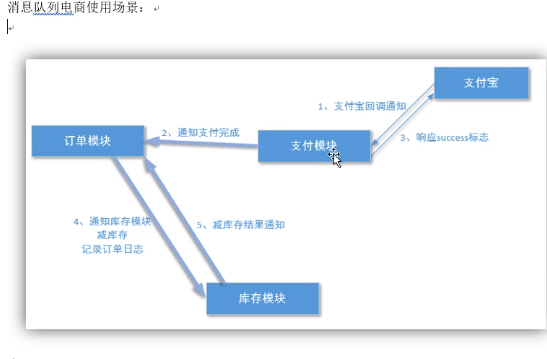 消息队列电商使用场景：
支付宝
1、支付宝回调通知
2、通知支付完成
3、响应success标志
订单模块
支付模块
4、通知库存模块
减库存
记录订单日志
5、减库存结果通知
库存模块